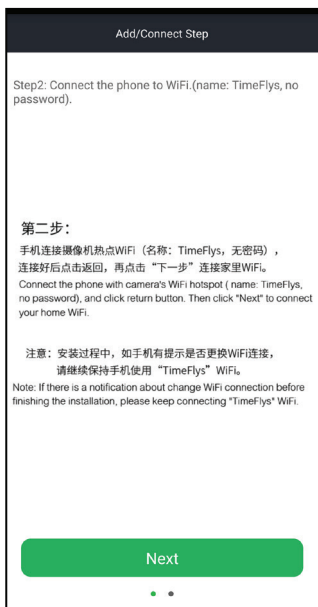 Add/Connect Step
Step2: Connect the phone to WiFi.(name: TimeFlys, no
password).
第二步：
手机连接摄像机热点WiFi（名称：TimeFlys，无密码），
连接好后点击返回，再点击“下一步”连接家里WiFi。
Connect the phone with camera's WiFi hotspot ( name: TimeFlys,
no password), and click return button. Then click "Next" to connect
your home WiFi.
注意：安装过程中，如手机有提示是否更换WiFi连接，
请继续保持手机使用“TimeFlys”WiFi。
Note: If there is a notification about change WiFi connection before
finishing the installation, please keep connecting "TimeFlys" WiFi.
Next